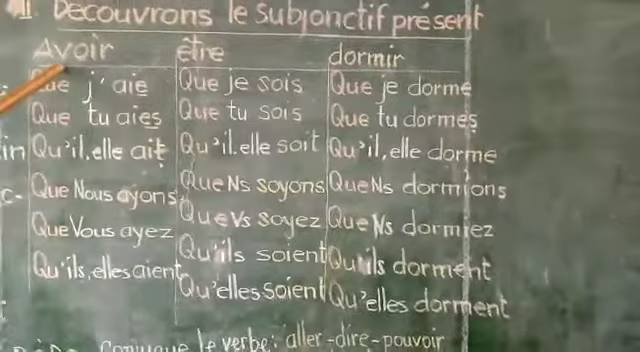 II Découvrons le Subjonctif présent
Avoir être dormir
Que j'aie Que je sois Que je dorme
Que tu aies Que tu sois Que tu dormes
in Qu'il.elle ait Qu'il.elle soit Qu'il,elle dorme
c- Que Nous ayons Que Ns soyons Que Ns dormions
Que Vous ayez Que Vs soyez Que Ns dormiez
Qu'ils,elles aient Qu'ils soient Qu'ils dorment
Qu'elles soient Qu'elles dorment
Conjugue le verbe: aller-dire-pouvoir